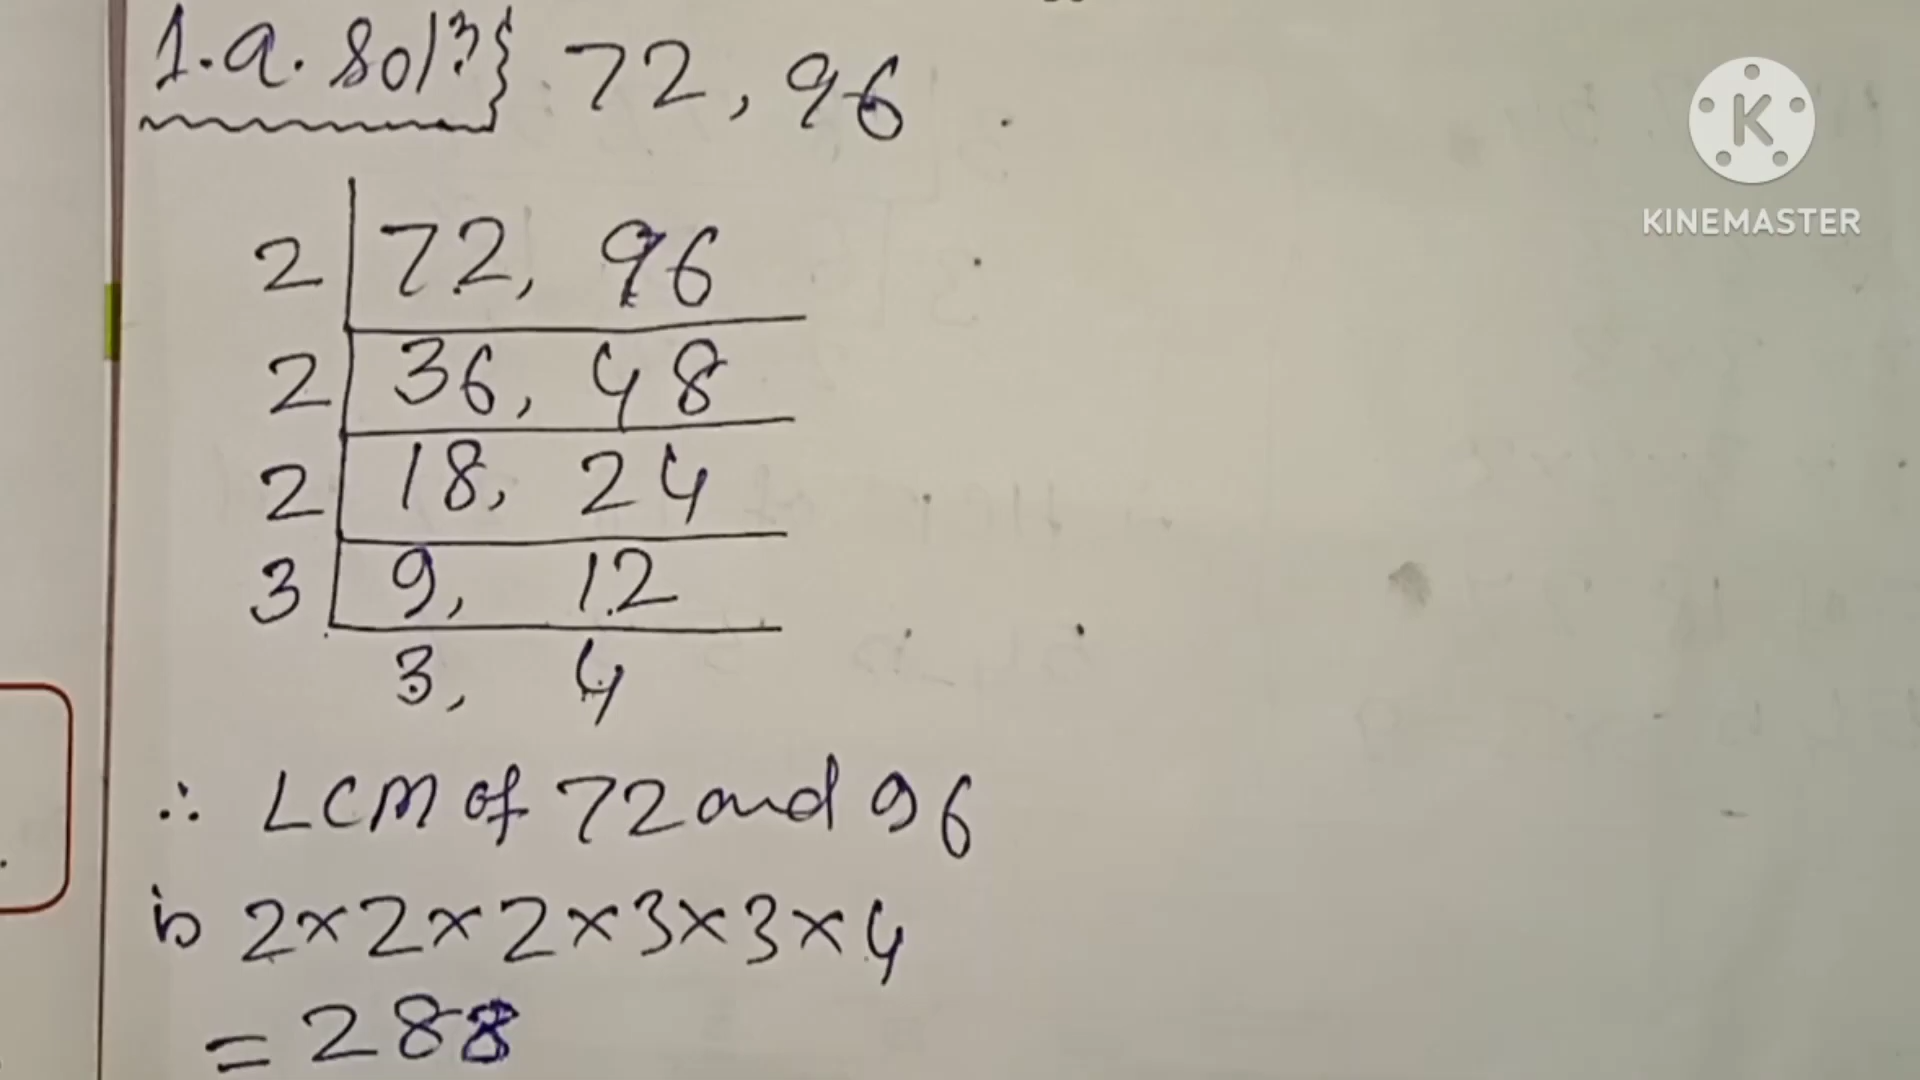 1.a. Sol?} 72, 96
KINEMASTER
2 72, 96
2 36, 48
2 18, 24
3 9, 12
3, 4
∴ LCM of 72 and 96
is 2×2×2×3×3×4
= 288